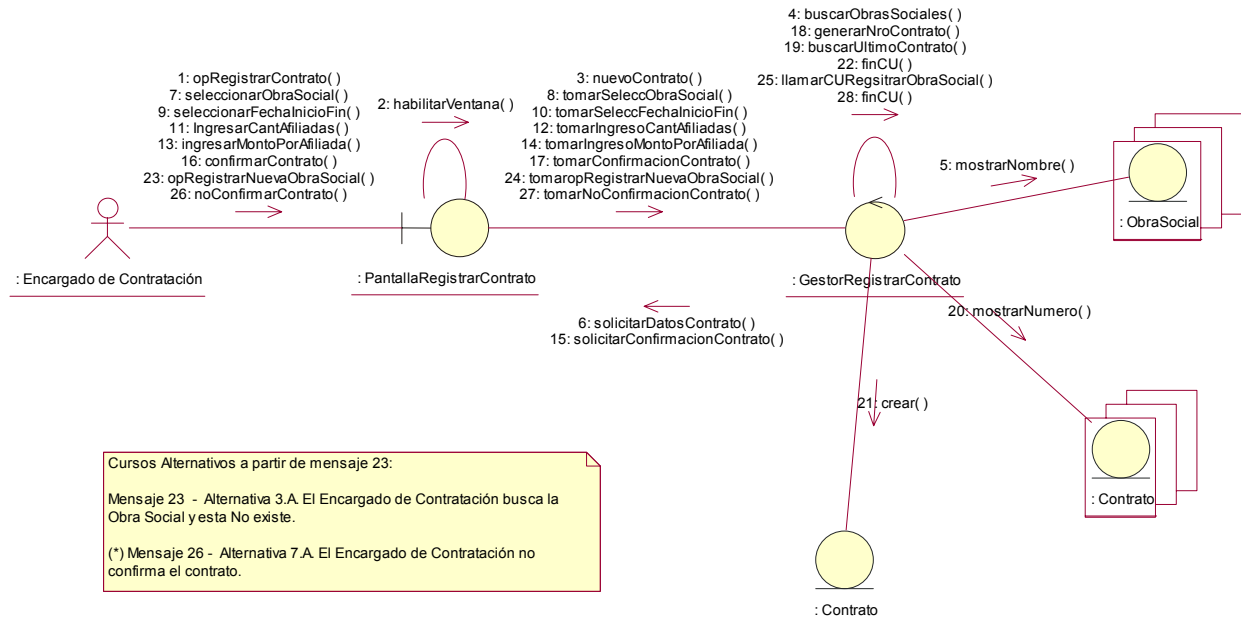 1: opRegistrarContrato( )
7: seleccionarObraSocial( )
9: seleccionarFechaInicioFin( )
11: IngresarCantAfiliadas( )
13: ingresarMontoPorAfiliada( )
16: confirmarContrato( )
23: opRegistrarNuevaObraSocial( )
26: noConfirmarContrato( )
2: habilitarVentana( )
3: nuevoContrato( )
8: tomarSeleccObraSocial( )
10: tomarSeleccFechaInicioFin( )
12: tomarIngresoCantAfiliadas( )
14: tomarIngresoMontoPorAfiliada( )
17: tomarConfirmacionContrato( )
24: tomaropRegistrarNuevaObraSocial( )
27: tomarNoConfirmacionContrato( )
4: buscarObrasSociales( )
18: generarNroContrato( )
19: buscarUltimoContrato( )
22: finCU( )
25: llamarCURegsitrarObraSocial( )
28: finCU( )
5: mostrarNombre( )
: ObraSocial
: Encargado de Contratación
: PantallaRegistrarContrato
: GestorRegistrarContrato
6: solicitarDatosContrato( )
15: solicitarConfirmacionContrato( )
20: mostrarNumero( )
21: crear( )
: Contrato
: Contrato
Cursos Alternativos a partir de mensaje 23:
Mensaje 23 - Alternativa 3.A. El Encargado de Contratación busca la
Obra Social y esta No existe.
(*) Mensaje 26 - Alternativa 7.A. El Encargado de Contratación no
confirma el contrato.